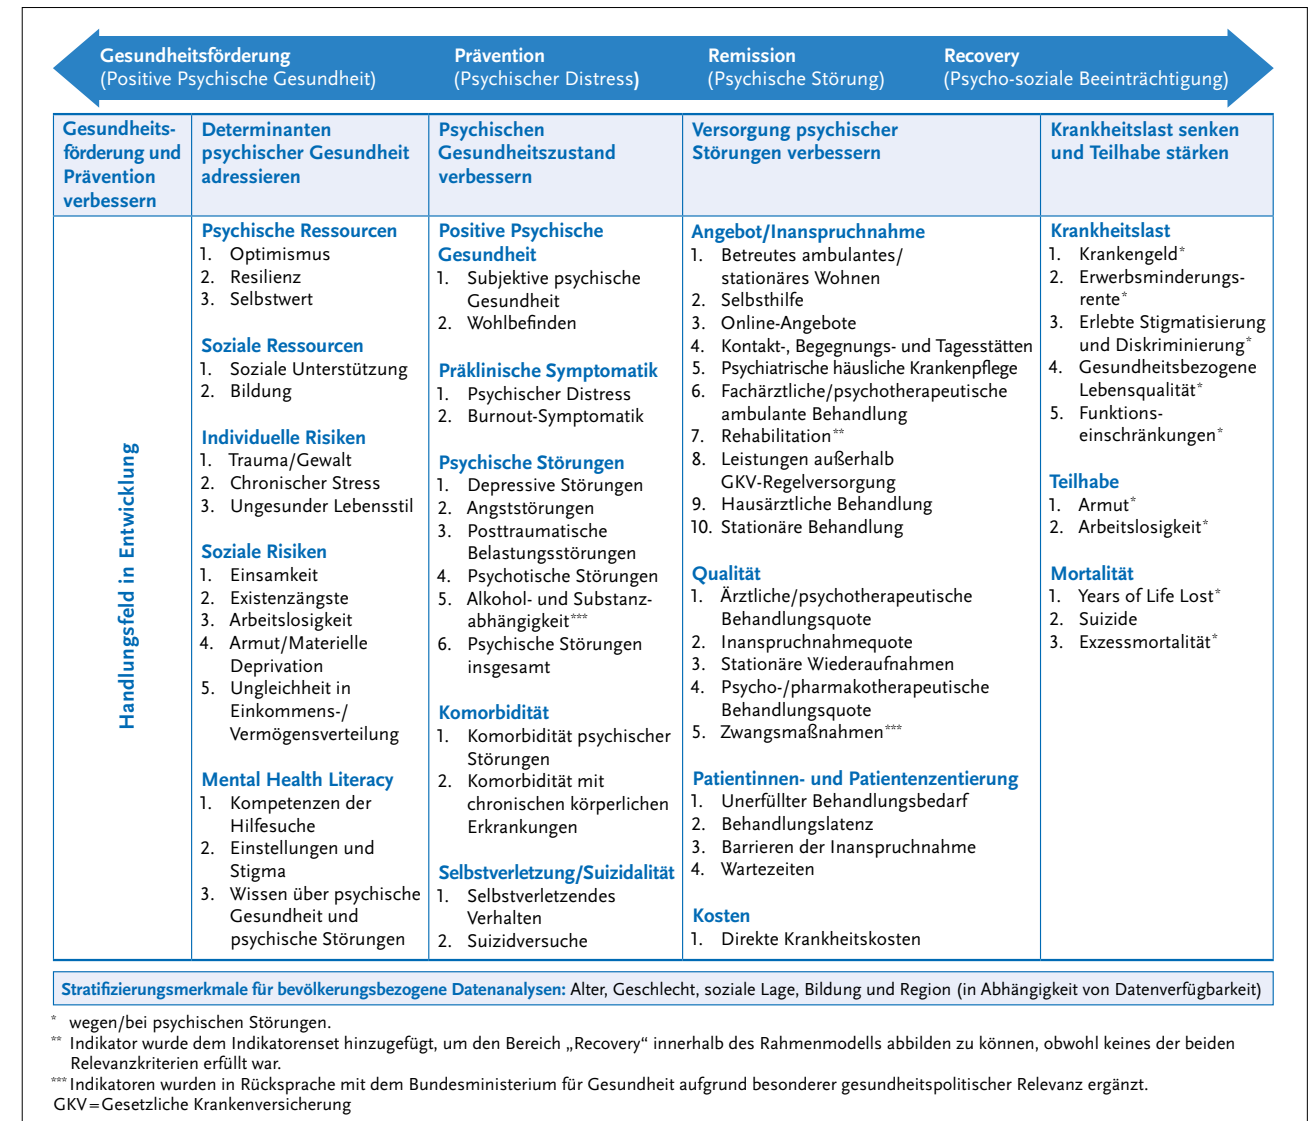 Gesundheitsförderung
(Positive Psychische Gesundheit)
Prävention
(Psychischer Distress)
Remission
(Psychische Störung)
Recovery
(Psycho-soziale Beeinträchtigung)
Gesundheits-
förderung und
Prävention
verbessern
Handlungsfeld in Entwicklung
Determinanten
psychischer Gesundheit
adressieren
Psychische Ressourcen
1. Optimismus
2. Resilienz
3. Selbstwert
Soziale Ressourcen
1. Soziale Unterstützung
2. Bildung
Individuelle Risiken
1. Trauma/Gewalt
2. Chronischer Stress
3. Ungesunder Lebensstil
Soziale Risiken
1. Einsamkeit
2. Existenzängste
3. Arbeitslosigkeit
4. Armut/Materielle
Deprivation
5. Ungleichheit in
Einkommens-/
Vermögensverteilung
Mental Health Literacy
1. Kompetenzen der
Hilfesuche
2. Einstellungen und
Stigma
3. Wissen über psychische
Gesundheit und
psychische Störungen
Psychischen
Gesundheitszustand
verbessern
Positive Psychische
Gesundheit
1. Subjektive psychische
Gesundheit
2. Wohlbefinden
Präklinische Symptomatik
1. Psychischer Distress
2. Burnout-Symptomatik
Psychische Störungen
1. Depressive Störungen
2. Angststörungen
3. Posttraumatische
Belastungsstörungen
4. Psychotische Störungen
5. Alkohol- und Substanz-
abhängigkeit***
6. Psychische Störungen
insgesamt
Komorbidität
1. Komorbidität psychischer
Störungen
2. Komorbidität mit
chronischen körperlichen
Erkrankungen
Selbstverletzung/Suizidalität
1. Selbstverletzendes
Verhalten
2. Suizidversuche
Versorgung psychischer
Störungen verbessern
Angebot/Inanspruchnahme
1. Betreutes ambulantes/
stationäres Wohnen
2. Selbsthilfe
3. Online-Angebote
4. Kontakt-, Begegnungs- und Tagesstätten
5. Psychiatrische häusliche Krankenpflege
6. Fachärztliche/psychotherapeutische
ambulante Behandlung
7. Rehabilitation**
8. Leistungen außerhalb
GKV-Regelversorgung
9. Hausärztliche Behandlung
10. Stationäre Behandlung
Qualität
1. Ärztliche/psychotherapeutische
Behandlungsquote
2. Inanspruchnahmequote
3. Stationäre Wiederaufnahmen
4. Psycho-/pharmakotherapeutische
Behandlungsquote
5. Zwangsmaßnahmen***
Patientinnen- und Patientenzentierung
1. Unerfüllter Behandlungsbedarf
2. Behandlungslatenz
3. Barrieren der Inanspruchnahme
4. Wartezeiten
Kosten
1. Direkte Krankheitskosten
Krankheitslast senken
und Teilhabe stärken
Krankheitslast
1. Krankengeld*
2. Erwerbsminderungs-
rente*
3. Erlebte Stigmatisierung
und Diskriminierung*
4. Gesundheitsbezogene
Lebensqualität*
5. Funktions-
einschränkungen*
Teilhabe
1. Armut*
2. Arbeitslosigkeit*
Mortalität
1. Years of Life Lost*
2. Suizide
3. Exzessmortalität*
Stratifizierungsmerkmale für bevölkerungsbezogene Datenanalysen: Alter, Geschlecht, soziale Lage, Bildung und Region (in Abhängigkeit von Datenverfügbarkeit)
* wegen/bei psychischen Störungen.
** Indikator wurde dem Indikatorenset hinzugefügt, um den Bereich „Recovery“ innerhalb des Rahmenmodells abbilden zu können, obwohl keines der beiden
Relevanzkriterien erfüllt war.
*** Indikatoren wurden in Rücksprache mit dem Bundesministerium für Gesundheit aufgrund besonderer gesundheitspolitischer Relevanz ergänzt.
GKV=Gesetzliche Krankenversicherung